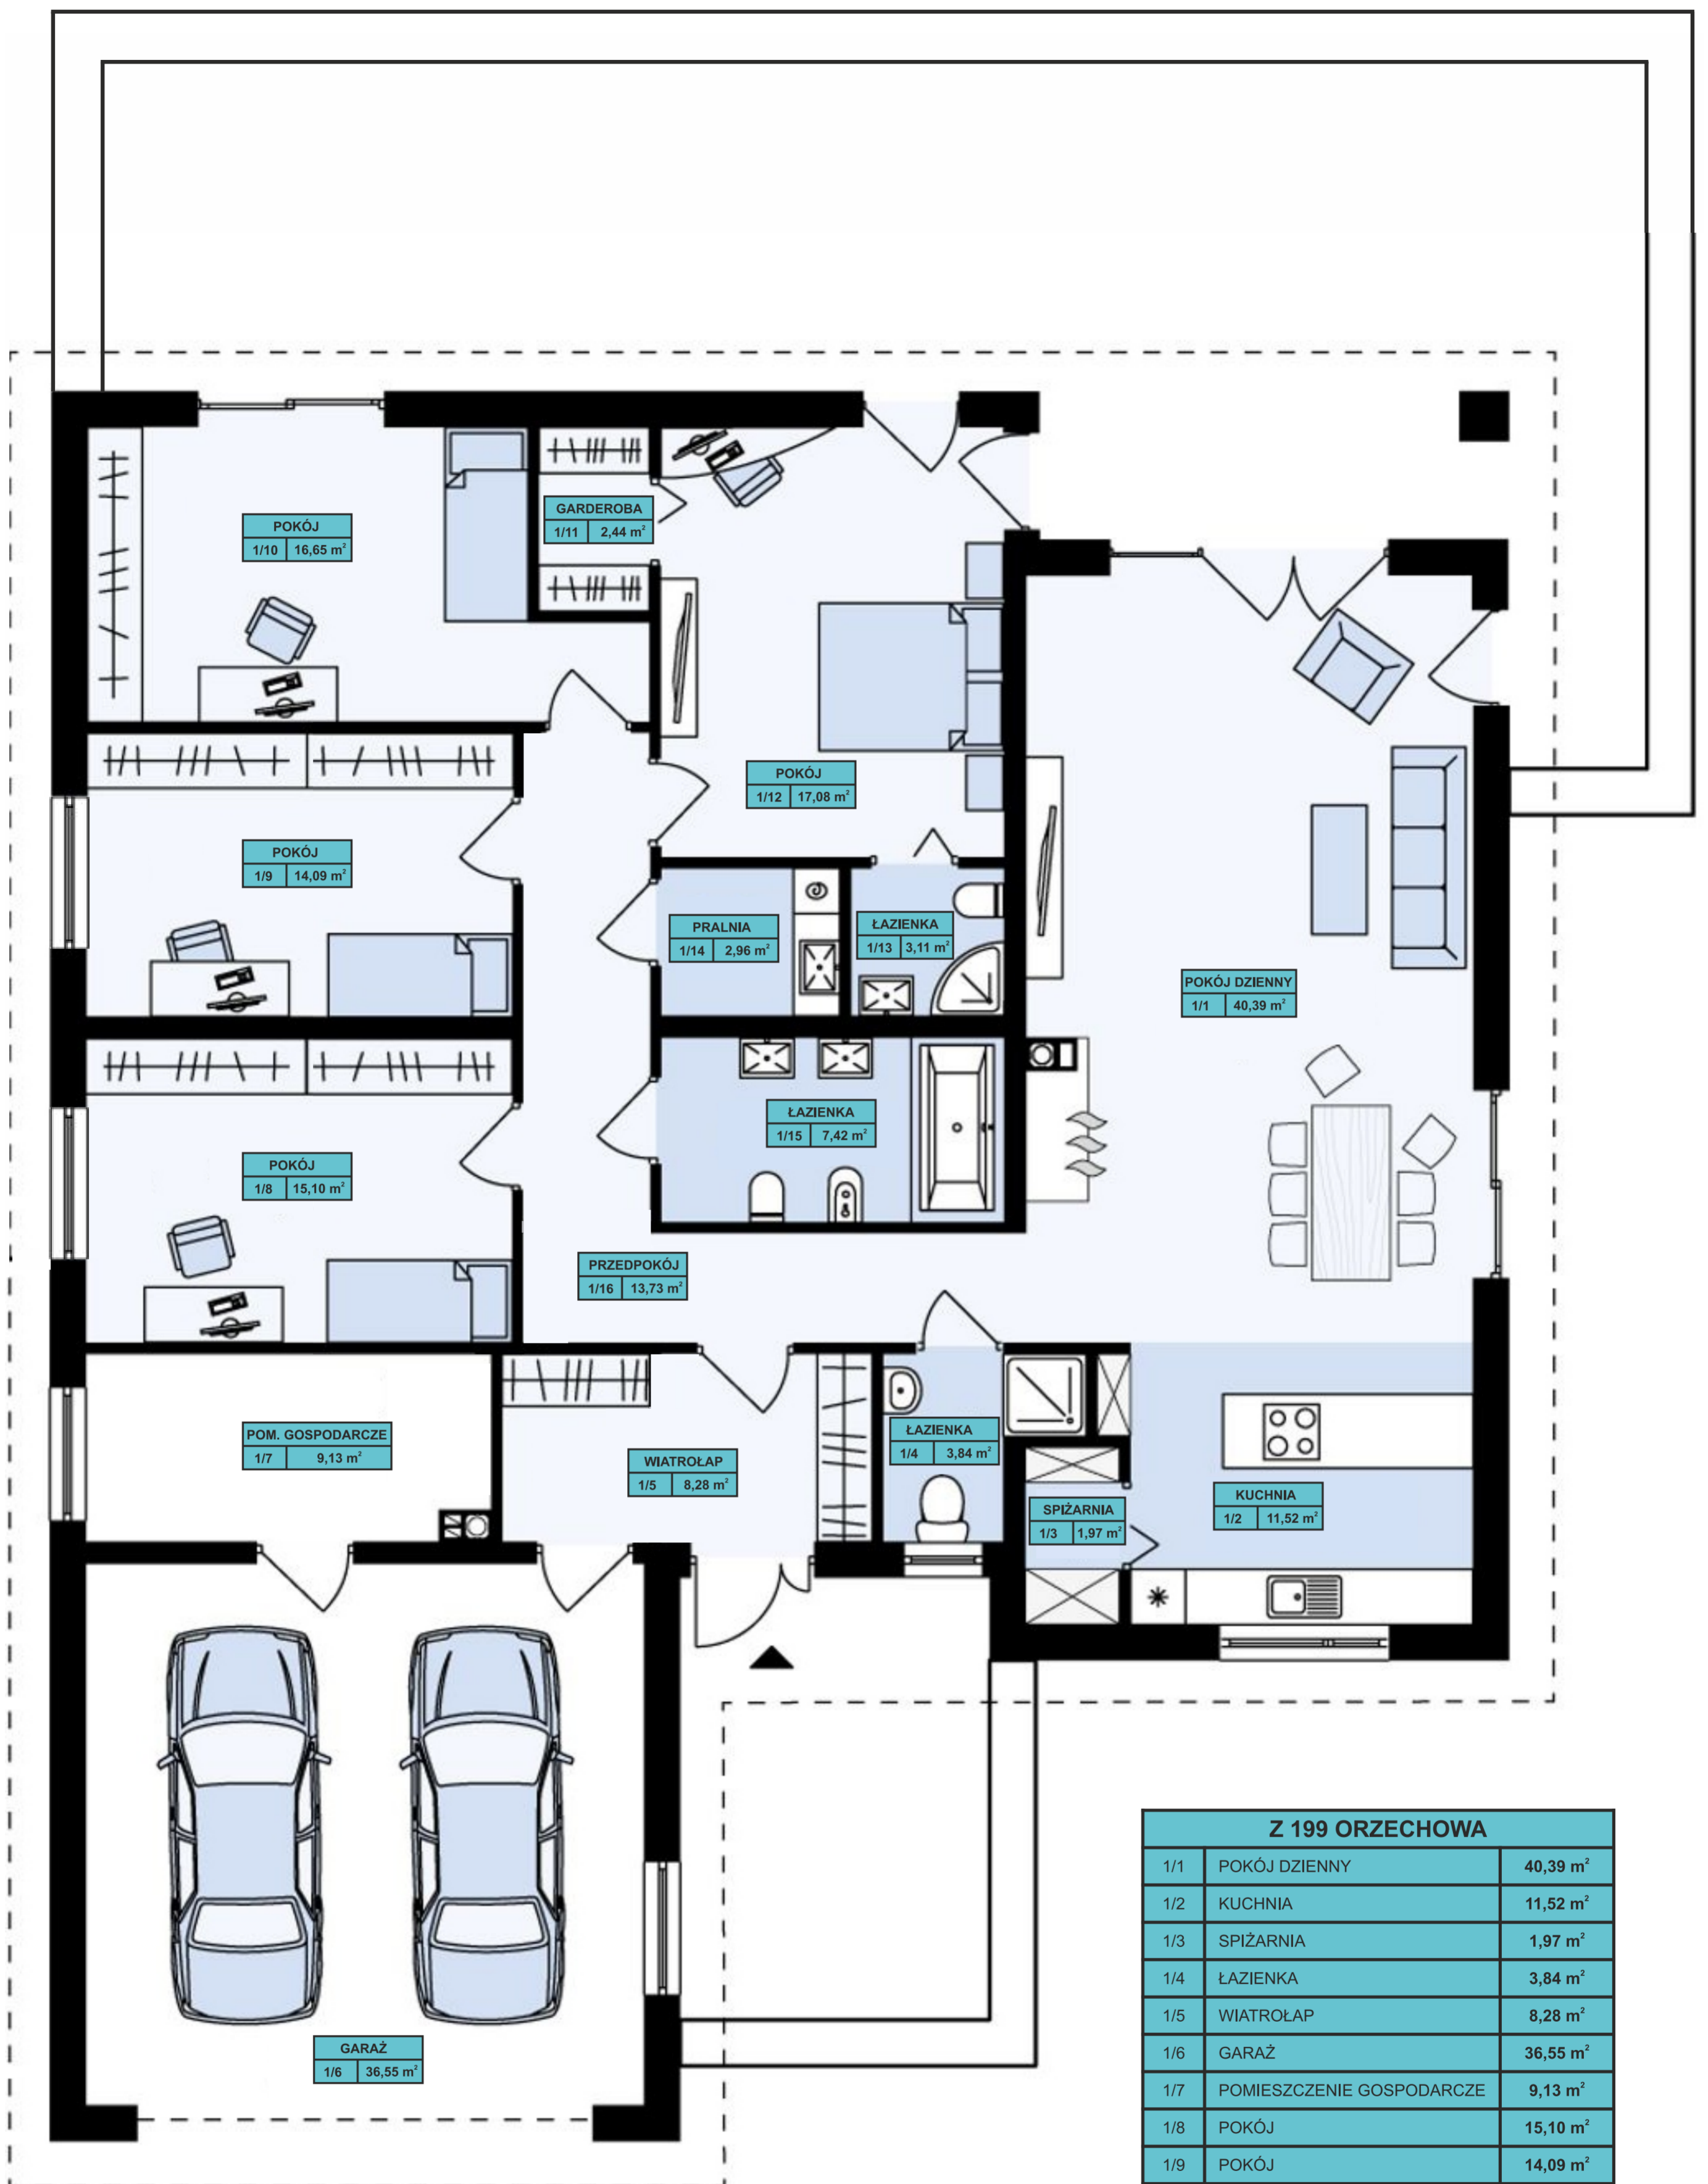 POKÓJ
1/10 16,65 m²
GARDEROBA
1/11 2,44 m²
POKÓJ
1/12 17,08 m²
POKÓJ
1/9 14,09 m²
PRALNIA
1/14 2,96 m²
ŁAZIENKA
1/13 3,11 m²
POKÓJ DZIENNY
1/1 40,39 m²
ŁAZIENKA
1/15 7,42 m²
POKÓJ
1/8 15,10 m²
PRZEDPOKÓJ
1/16 13,73 m²
POM. GOSPODARCZE
1/7 9,13 m²
WIATROŁAP
1/5 8,28 m²
ŁAZIENKA
1/4 3,84 m²
SPIŻARNIA
1/3 1,97 m²
KUCHNIA
1/2 11,52 m²
GARAŻ
1/6 36,55 m²
Z 199 ORZECHOWA
1/1 POKÓJ DZIENNY 40,39 m²
1/2 KUCHNIA 11,52 m²
1/3 SPIŻARNIA 1,97 m²
1/4 ŁAZIENKA 3,84 m²
1/5 WIATROŁAP 8,28 m²
1/6 GARAŻ 36,55 m²
1/7 POMIESZCZENIE GOSPODARCZE 9,13 m²
1/8 POKÓJ 15,10 m²
1/9 POKÓJ 14,09 m²